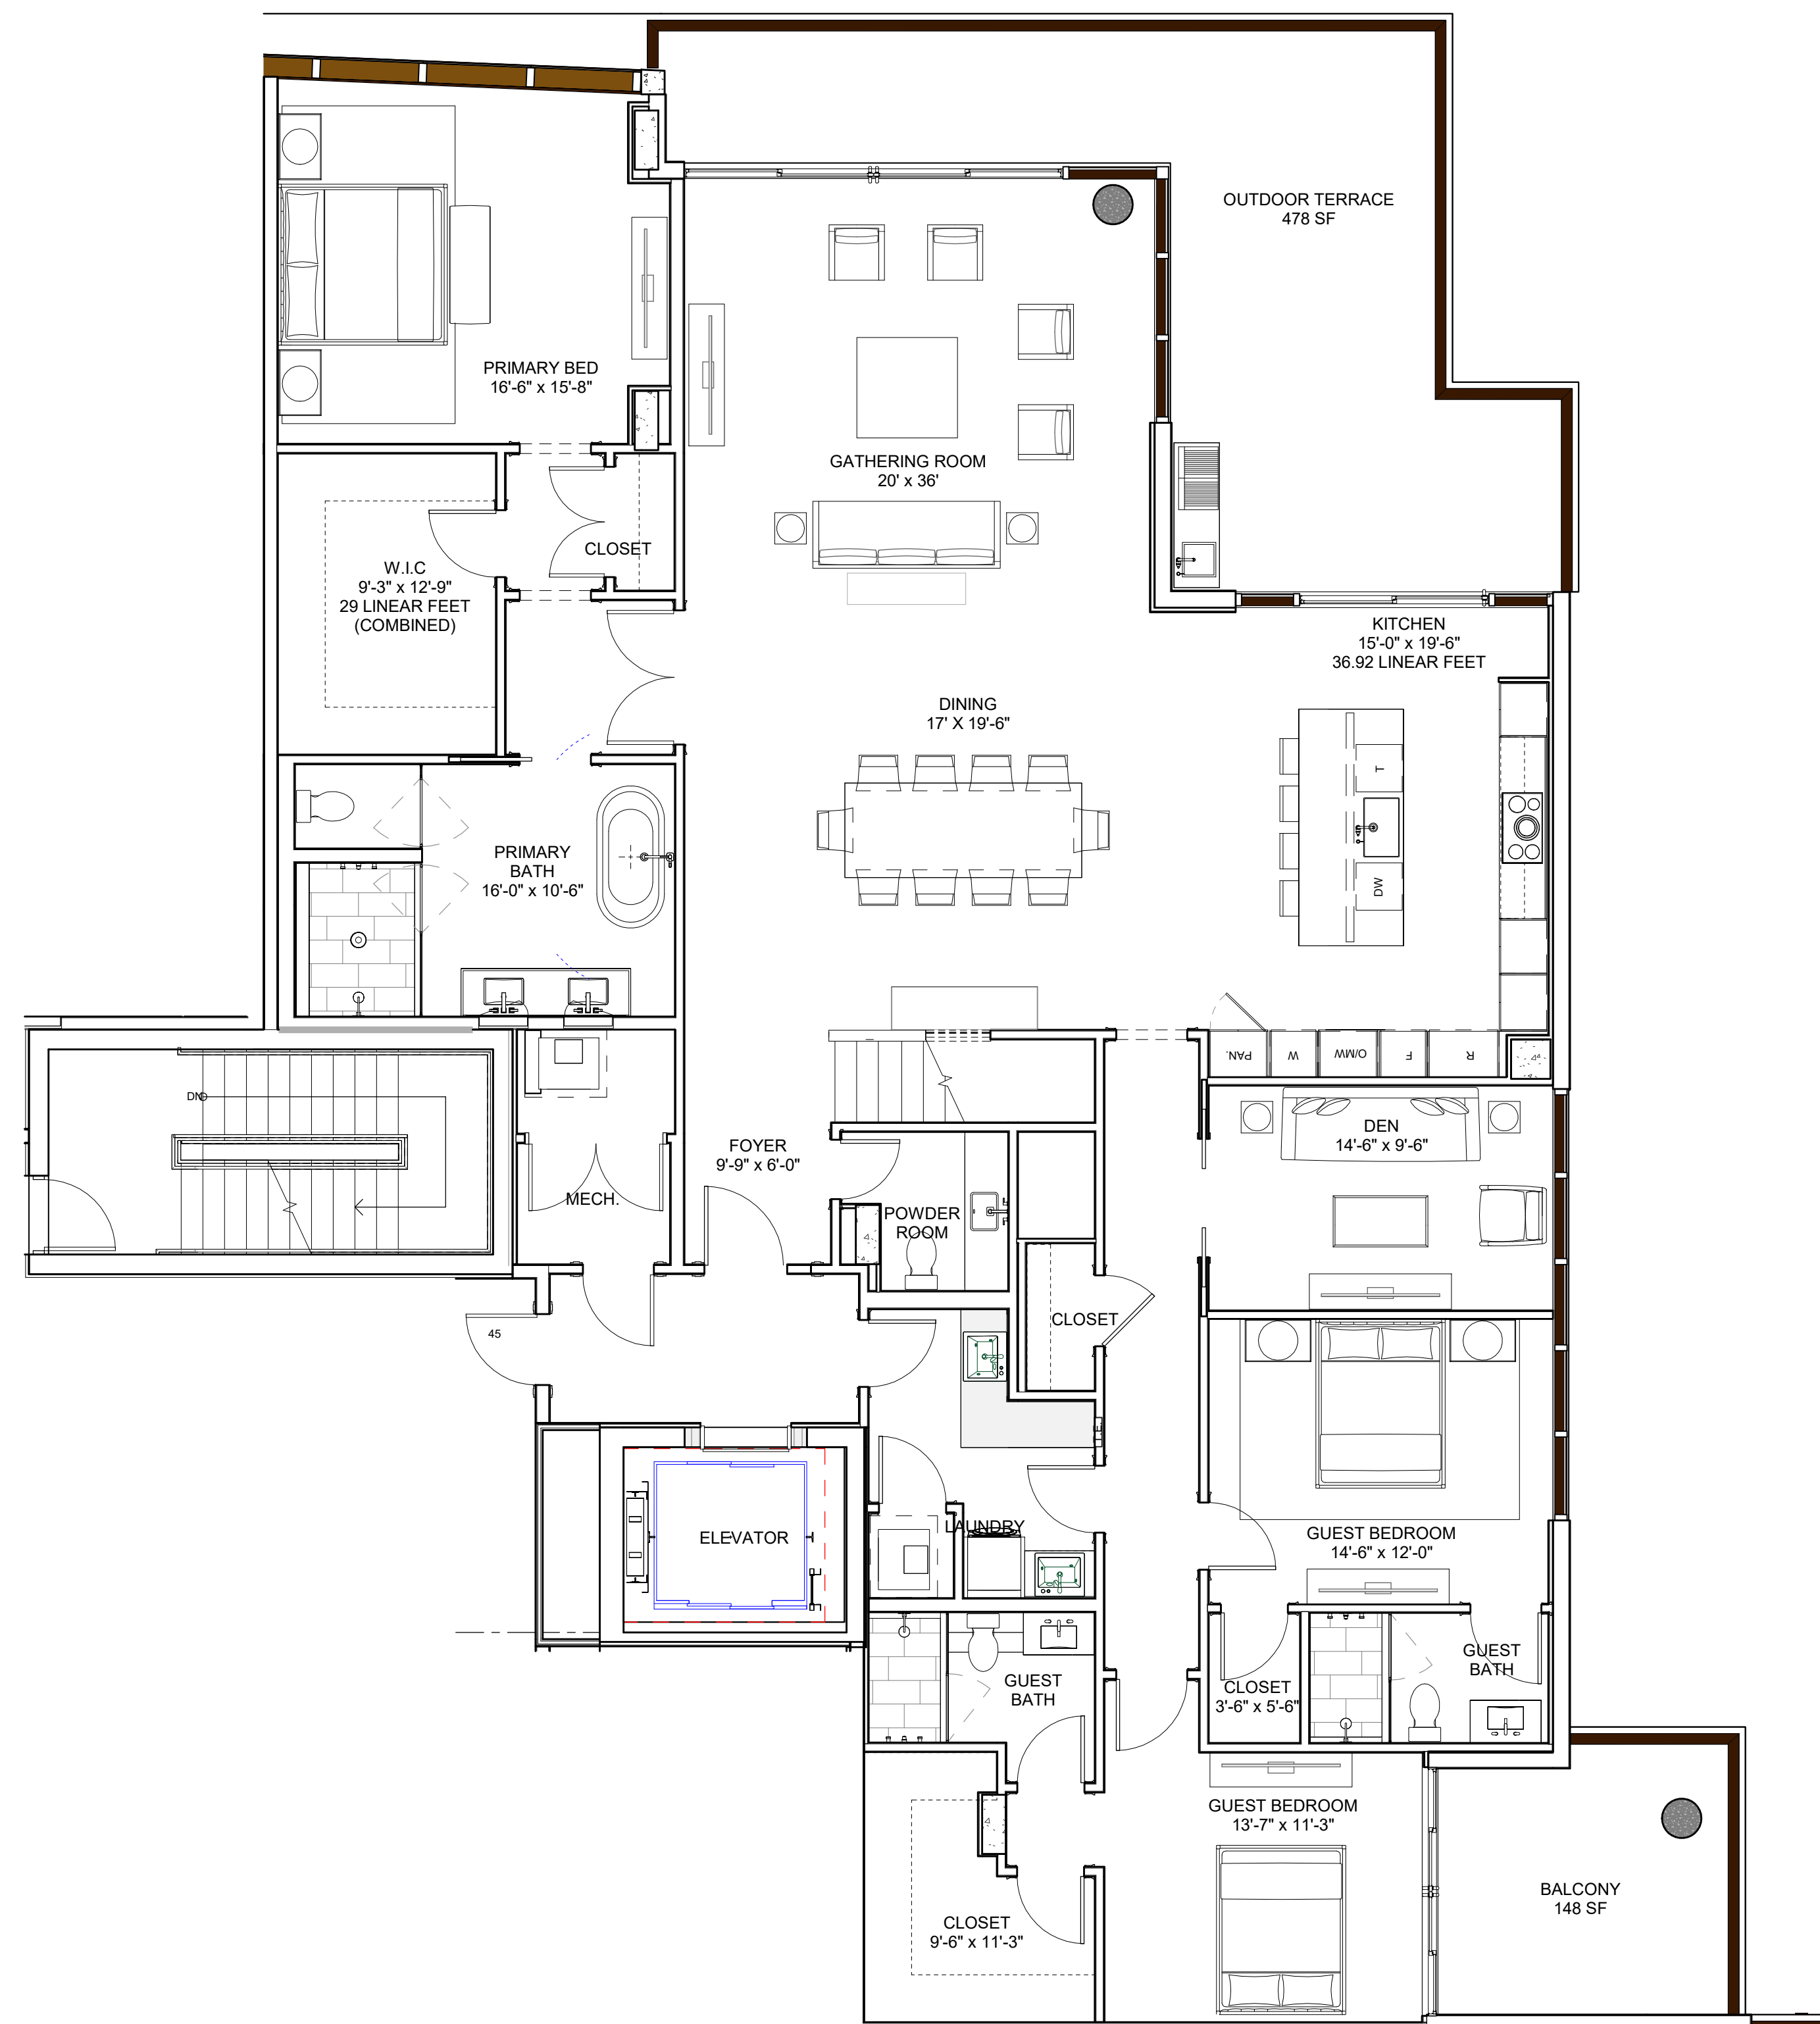 OUTDOOR TERRACE
478 SF
PRIMARY BED
16'-6" x 15'-8"
GATHERING ROOM
20' x 36'
CLOSET
W.I.C
9'-3" x 12'-9"
29 LINEAR FEET
(COMBINED)
KITCHEN
15'-0" x 19'-6"
36.92 LINEAR FEET
DINING
17' X 19'-6"
T
DW
PRIMARY
BATH
16'-0" x 10'-6"
PAN.
W
O/MW
F
R
DN
FOYER
9'-9" x 6'-0"
DEN
14'-6" x 9'-6"
MECH.
POWDER
ROOM
CLOSET
45
T.E.
LAUNDRY
ELEVATOR
GUEST BEDROOM
14'-6" x 12'-0"
GUEST
BATH
GUEST
BATH
CLOSET
3'-6" x 5'-6"
GUEST BEDROOM
13'-7" x 11'-3"
BALCONY
148 SF
CLOSET
9'-6" x 11'-3"